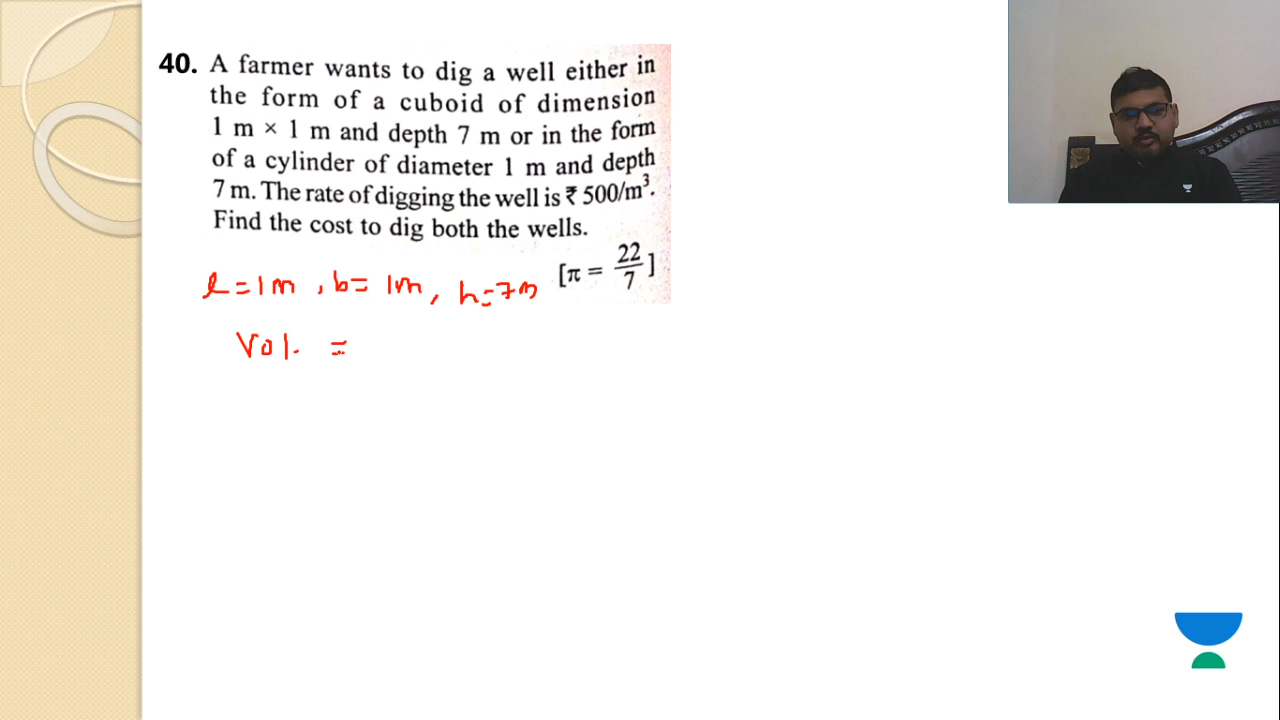 40. A farmer wants to dig a well either in
the form of a cuboid of dimension
1 m × 1 m and depth 7 m or in the form
of a cylinder of diameter 1 m and depth
7 m. The rate of digging the well is ₹ 500/m³.
Find the cost to dig both the wells.
[π = 22/7]
l = 1m , b = 1m , h = 7m
Vol. =